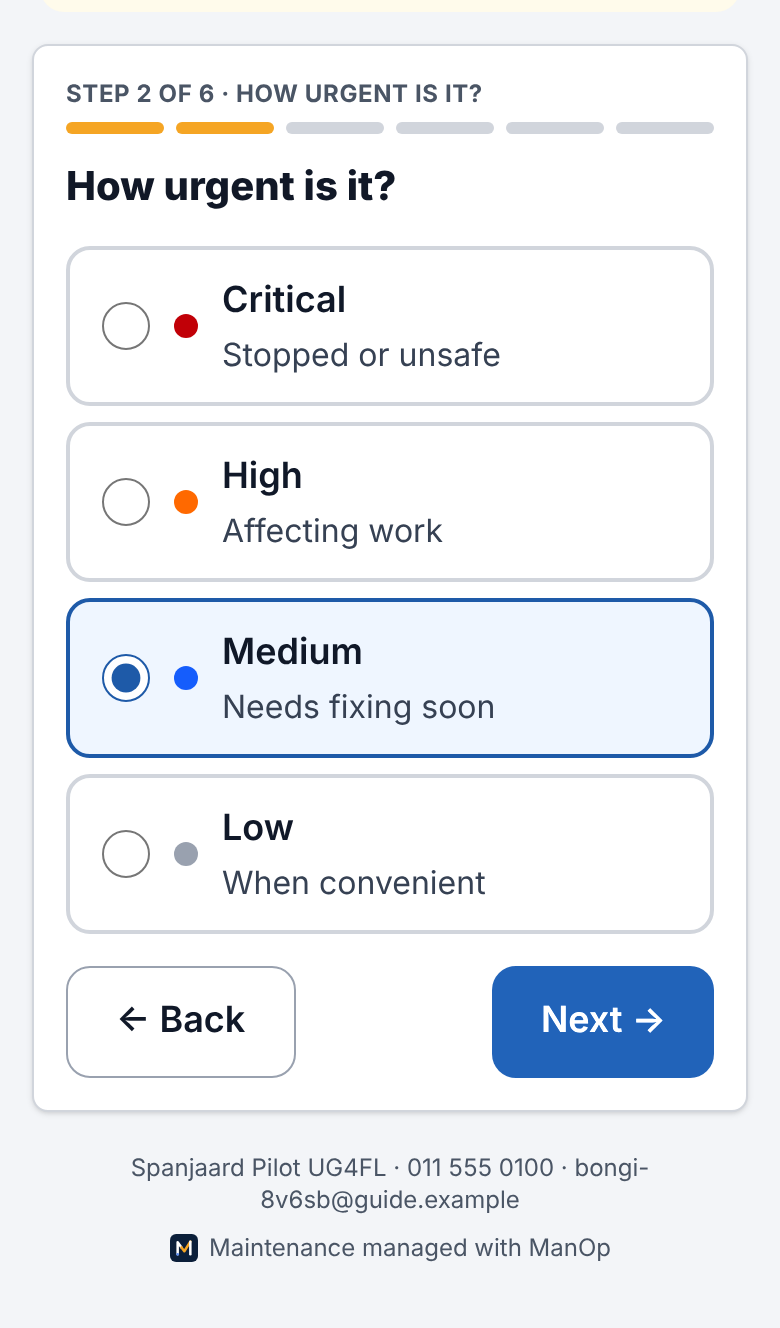 STEP 2 OF 6 · HOW URGENT IS IT?
How urgent is it?
Critical
Stopped or unsafe
High
Affecting work
Medium
Needs fixing soon
Low
When convenient
← Back
Next →
Spanjaard Pilot UG4FL · 011 555 0100 · bongi-
8v6sb@guide.example
M Maintenance managed with ManOp